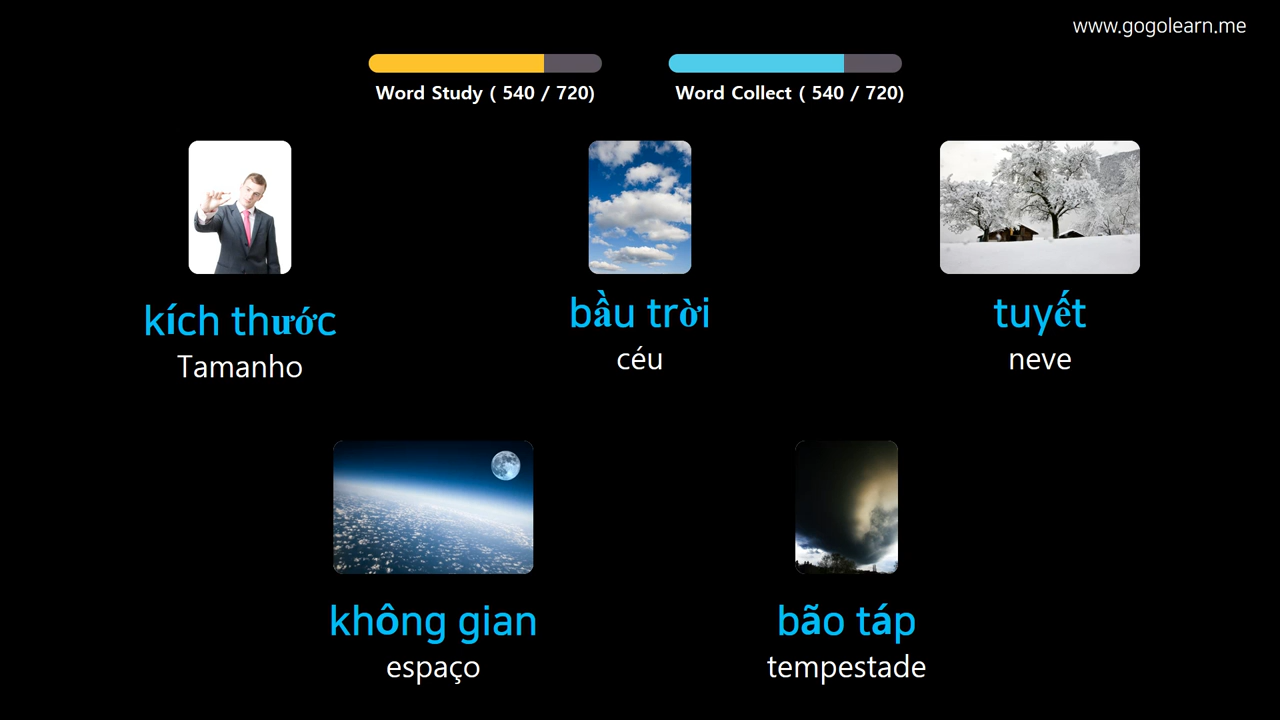 www.gogolearn.me
Word Study ( 540 / 720)
Word Collect ( 540 / 720)
kích thước
Tamanho
bầu trời
céu
tuyết
neve
không gian
espaço
bão táp
tempestade